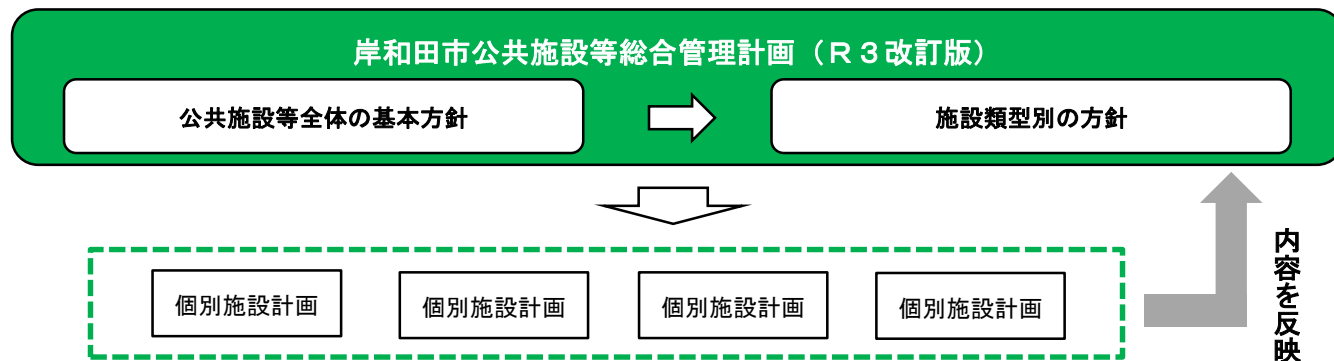 岸和田市公共施設等総合管理計画（Ｒ３改訂版）
公共施設等全体の基本方針
施設類型別の方針
個別施設計画
個別施設計画
個別施設計画
個別施設計画
内容を反映